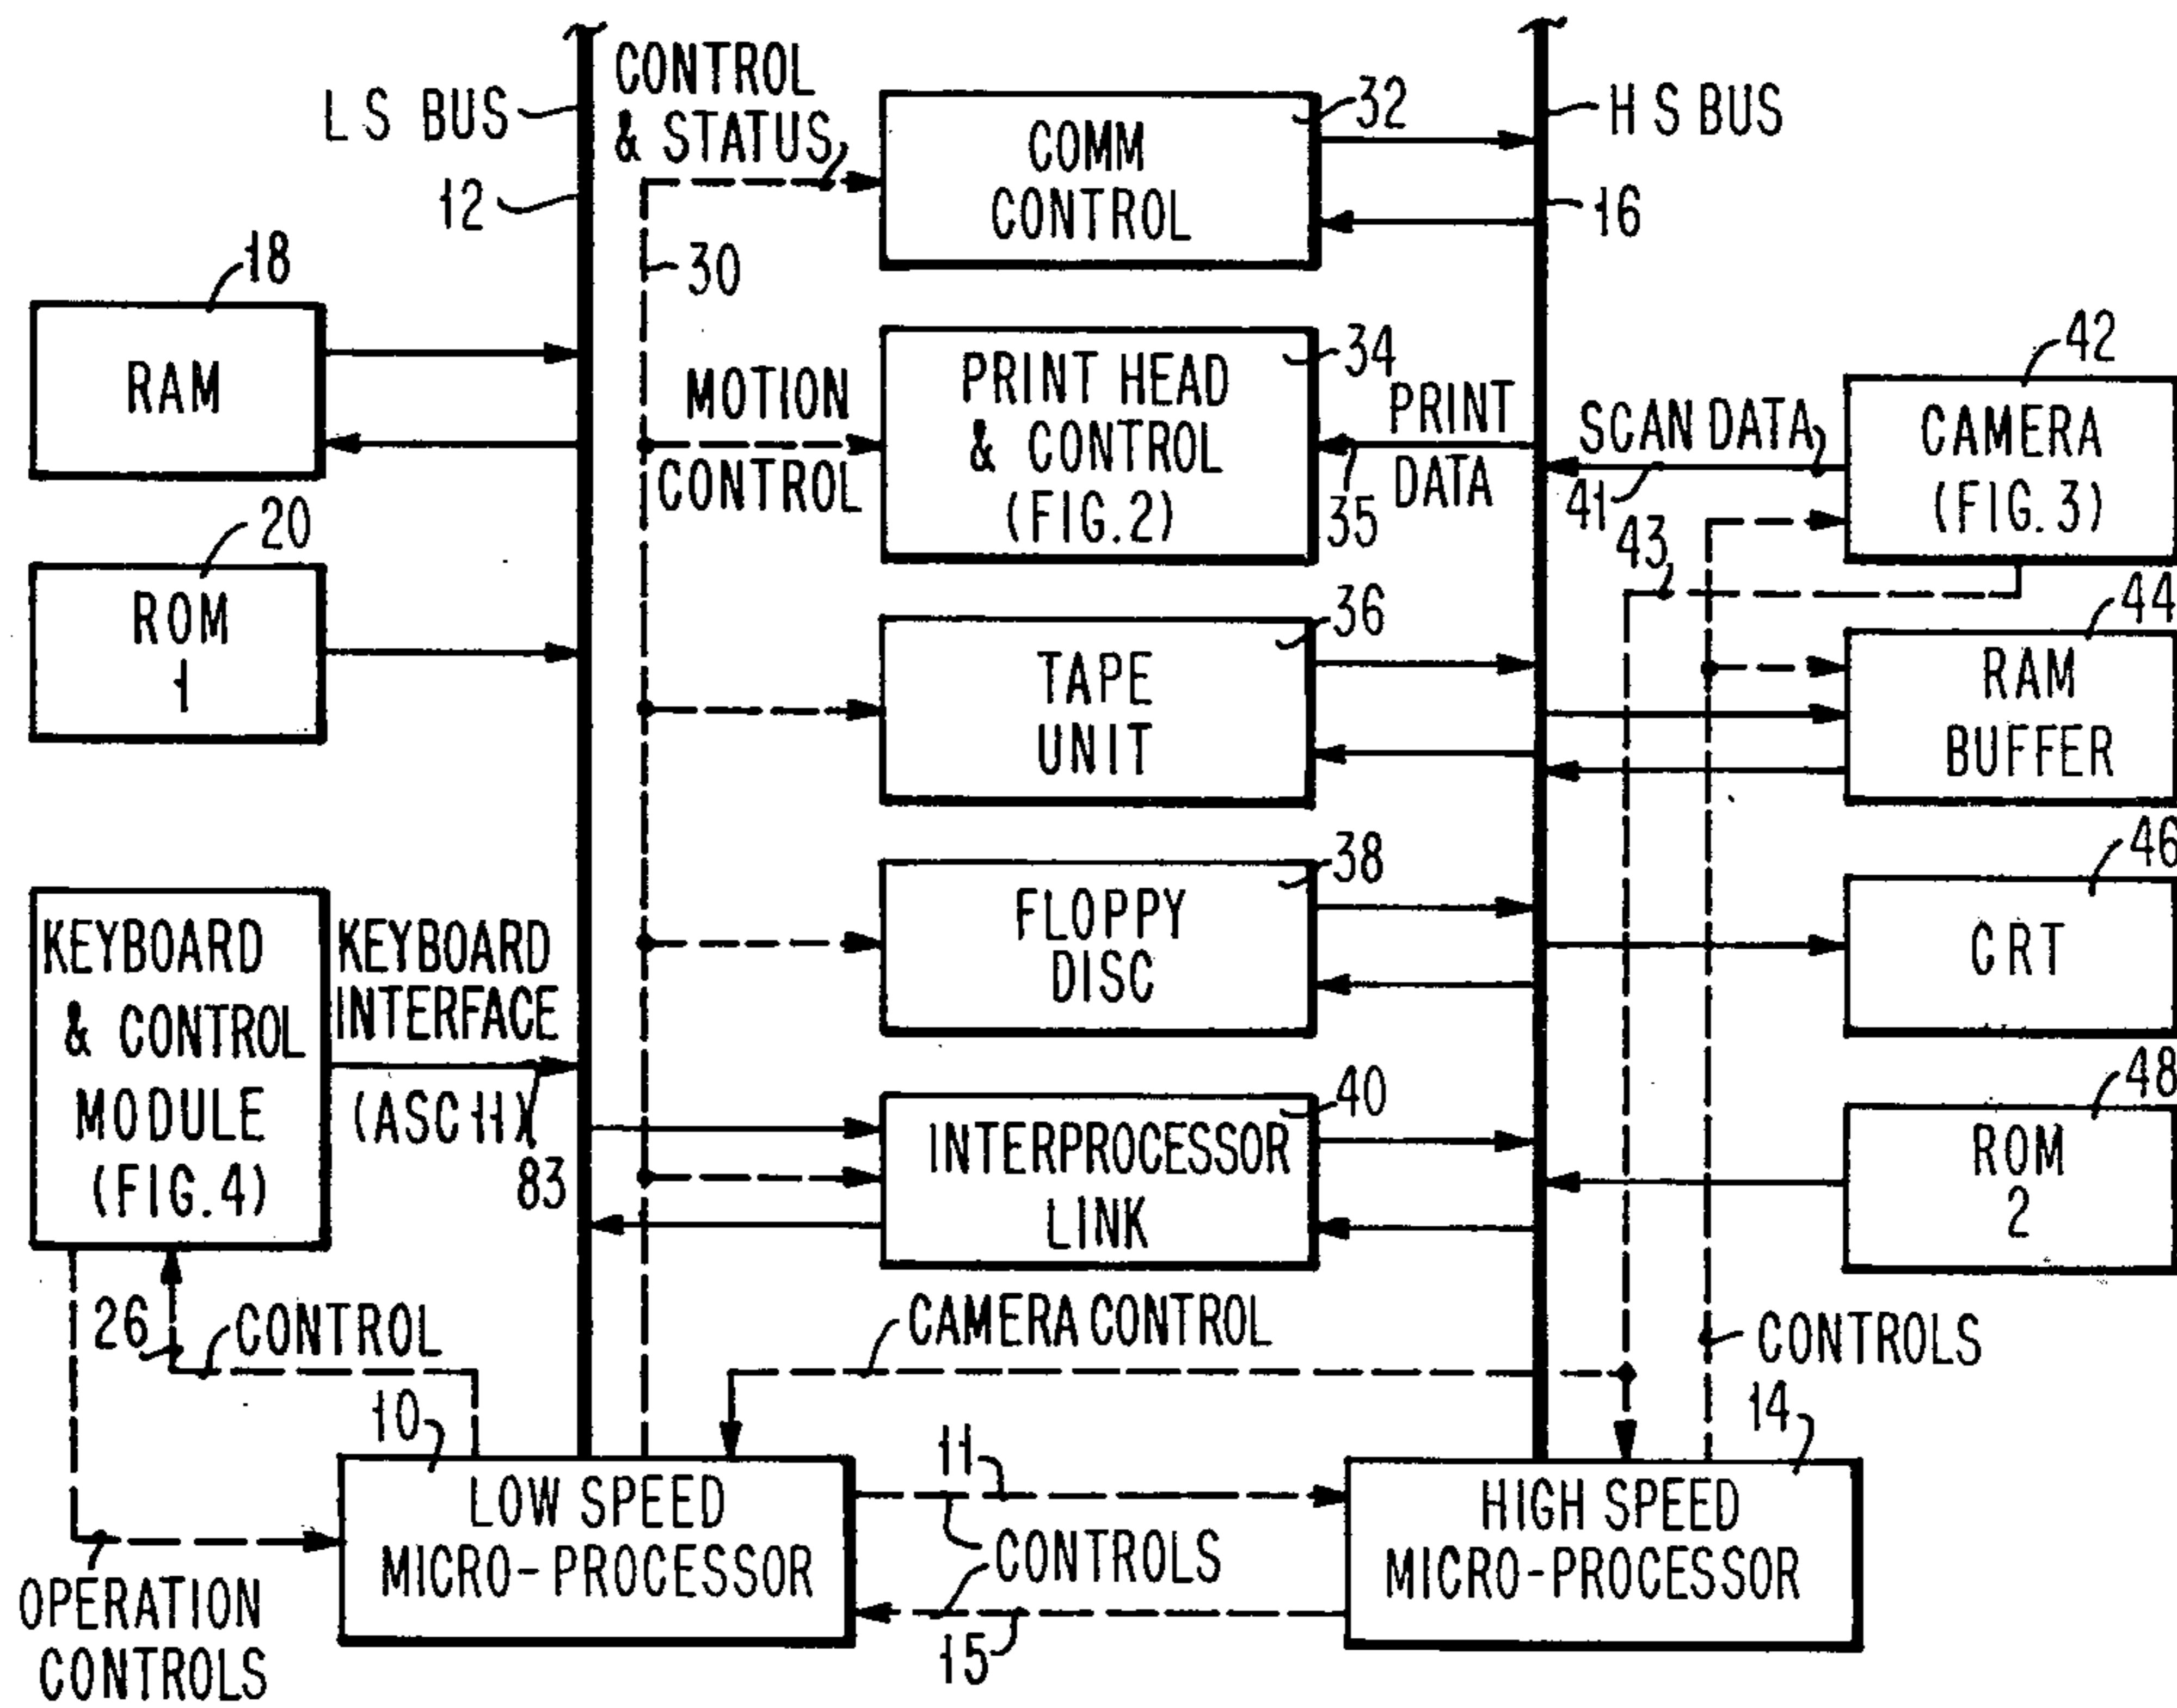 L S BUS
12
CONTROL
& STATUS
30
COMM
CONTROL
32
H S BUS
16
18
RAM
20
ROM
1
MOTION
CONTROL
PRINT HEAD
& CONTROL
(FIG. 2)
34
PRINT
DATA
35
SCAN DATA
41
43
42
CAMERA
(FIG. 3)
36
TAPE
UNIT
44
RAM
BUFFER
38
FLOPPY
DISC
46
CRT
KEYBOARD
& CONTROL
MODULE
(FIG. 4)
KEYBOARD
INTERFACE
(ASC II)
83
40
INTERPROCESSOR
LINK
48
ROM
2
26
CONTROL
CAMERA CONTROL
CONTROLS
10
LOW SPEED
MICRO-PROCESSOR
11
CONTROLS
15
14
HIGH SPEED
MICRO-PROCESSOR
OPERATION
CONTROLS